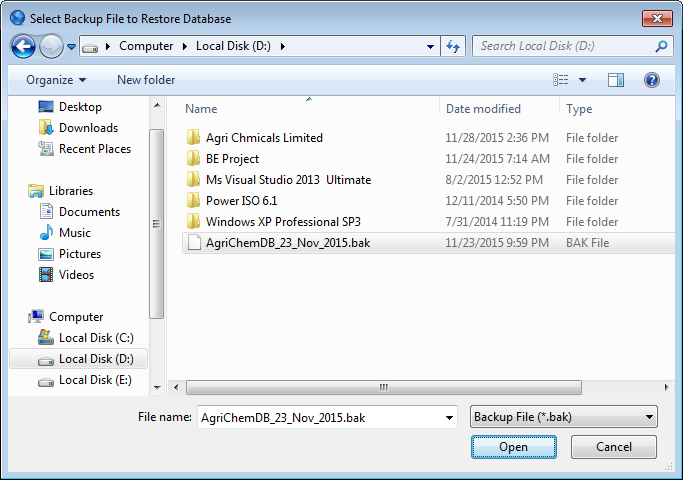 Select Backup File to Restore Database
Computer Local Disk (D:) Search Local Disk (D:)
Organize New folder
Desktop
Downloads
Recent Places
Libraries
Documents
Music
Pictures
Videos
Computer
Local Disk (C:)
Local Disk (D:)
Local Disk (E:)
Name Date modified Type
Agri Chmicals Limited 11/28/2015 2:36 PM File folder
BE Project 11/24/2015 7:14 AM File folder
Ms Visual Studio 2013 Ultimate 8/2/2015 12:52 PM File folder
Power ISO 6.1 12/11/2014 5:50 PM File folder
Windows XP Professional SP3 7/31/2014 11:19 PM File folder
AgriChemDB_23_Nov_2015.bak 11/23/2015 9:59 PM BAK File
File name: AgriChemDB_23_Nov_2015.bak Backup File (*.bak)
Open Cancel